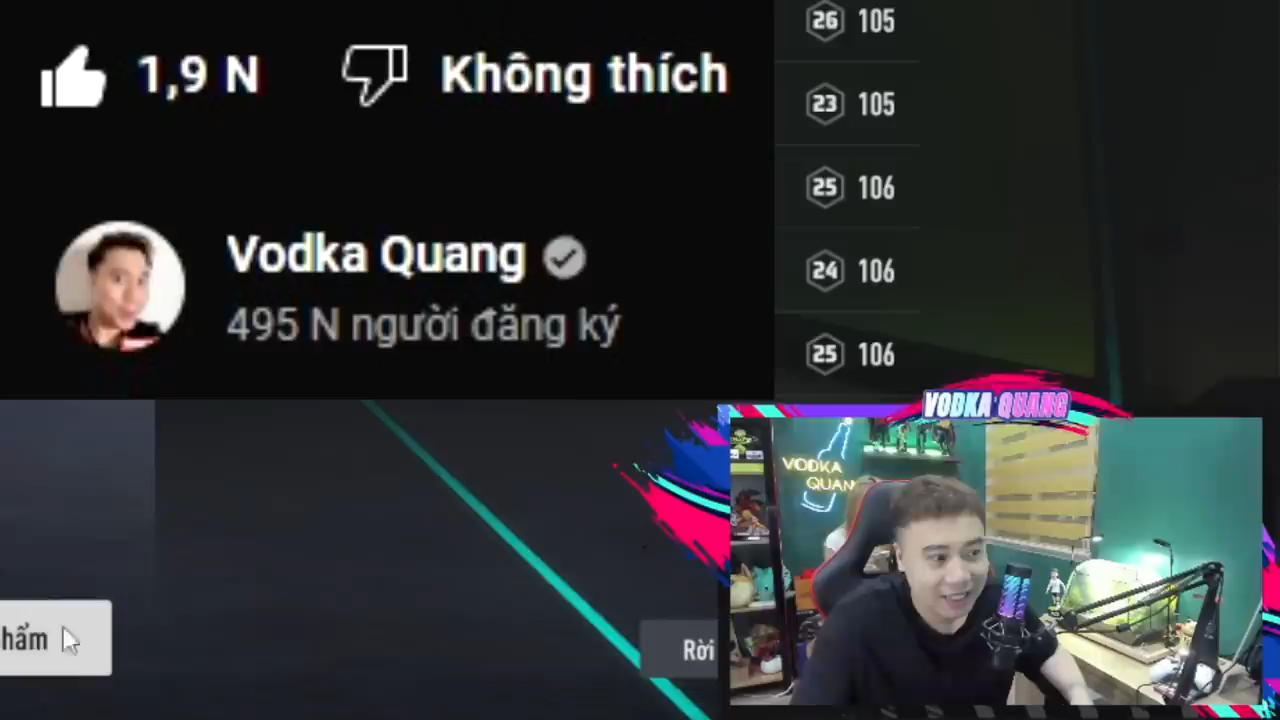 1,9 N Không thích
Vodka Quang
495 N người đăng ký
26 105
23 105
25 106
24 106
25 106
VODKA QUANG
VODKA
QUAN
hẩm
Rời